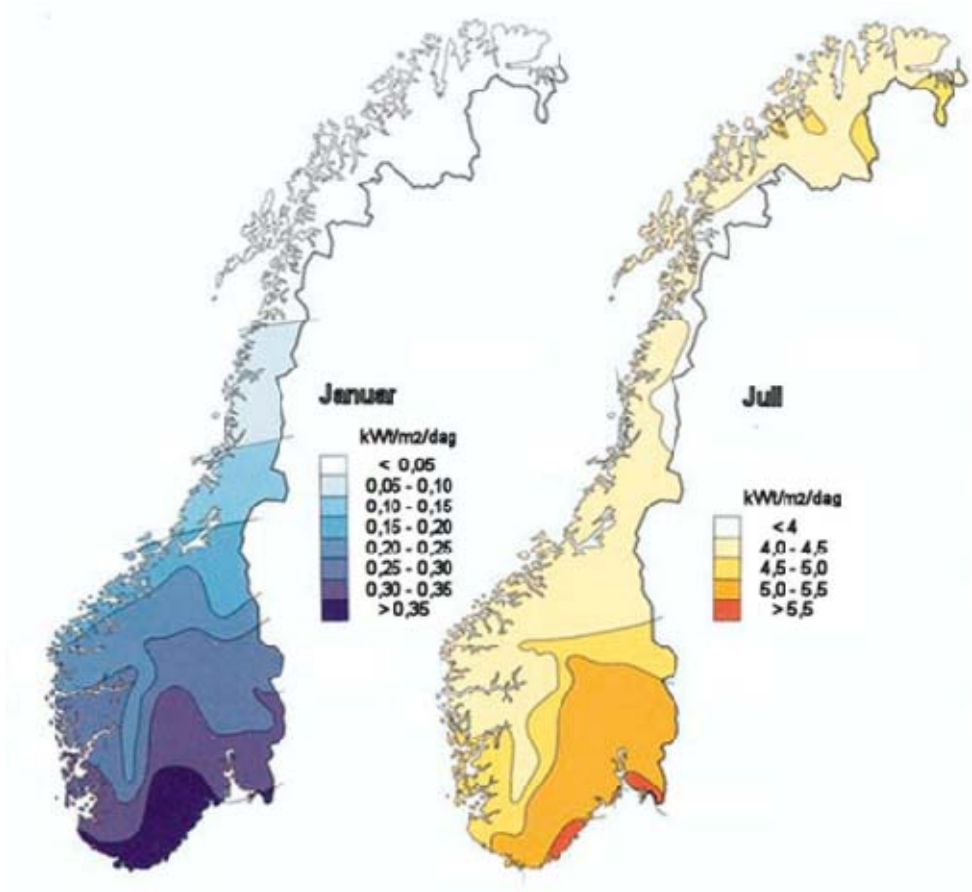 Januar
kWt/m2/dag
< 0,05
0,05 - 0,10
0,10 - 0,15
0,15 - 0,20
0,20 - 0,25
0,25 - 0,30
0,30 - 0,35
> 0,35
Juli
kWt/m2/dag
< 4
4,0 - 4,5
4,5 - 5,0
5,0 - 5,5
> 5,5